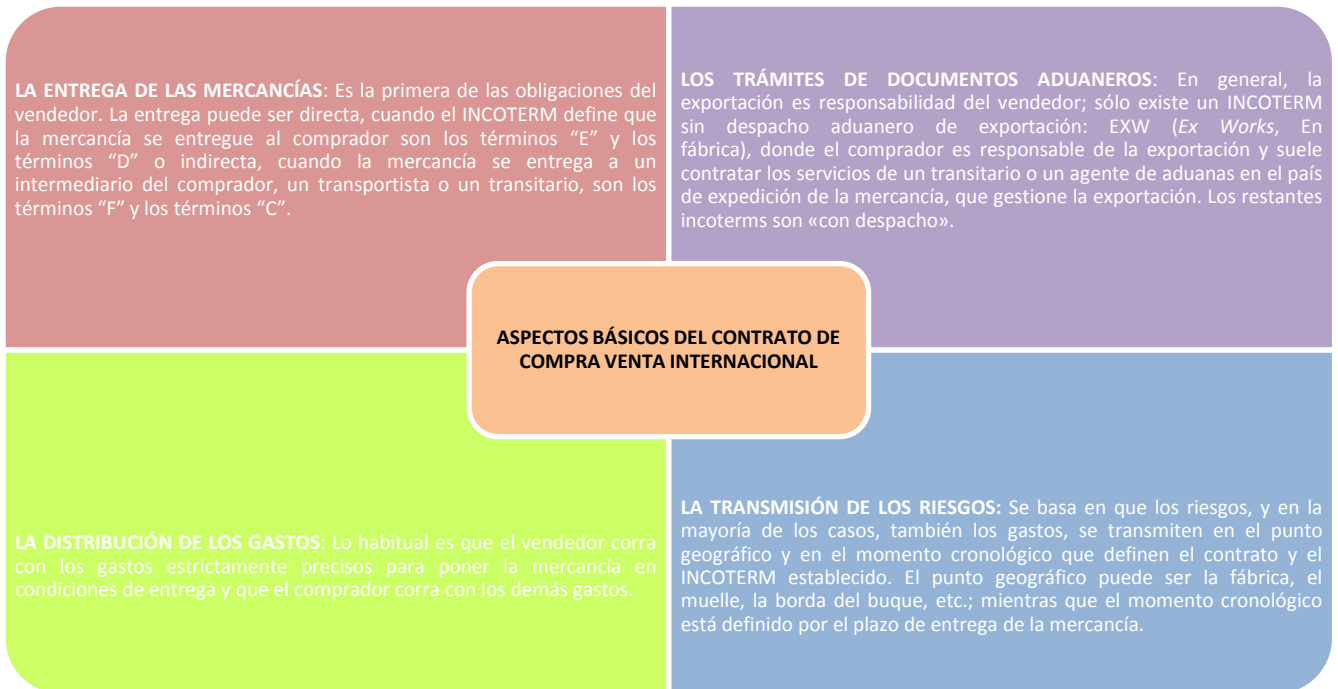 LA ENTREGA DE LAS MERCANCÍAS: Es la primera de las obligaciones del
vendedor. La entrega puede ser directa, cuando el INCOTERM define que
la mercancía se entregue al comprador son los términos “E” y los
términos “D” o indirecta, cuando la mercancía se entrega a un
intermediario del comprador, un transportista o un transitario, son los
términos “F” y los términos “C”.
LOS TRÁMITES DE DOCUMENTOS ADUANEROS: En general, la
exportación es responsabilidad del vendedor; sólo existe un INCOTERM
sin despacho aduanero de exportación: EXW (Ex Works, En
fábrica), donde el comprador es responsable de la exportación y suele
contratar los servicios de un transitario o un agente de aduanas en el país
de expedición de la mercancía, que gestione la exportación. Los restantes
incoterms son «con despacho».
ASPECTOS BÁSICOS DEL CONTRATO DE
COMPRA VENTA INTERNACIONAL
LA DISTRIBUCIÓN DE LOS GASTOS: Lo habitual es que el vendedor corra
con los gastos estrictamente precisos para poner la mercancía en
condiciones de entrega y que el comprador corra con los demás gastos.
LA TRANSMISIÓN DE LOS RIESGOS: Se basa en que los riesgos, y en la
mayoría de los casos, también los gastos, se transmiten en el punto
geográfico y en el momento cronológico que definen el contrato y el
INCOTERM establecido. El punto geográfico puede ser la fábrica, el
muelle, la borda del buque, etc.; mientras que el momento cronológico
está definido por el plazo de entrega de la mercancía.